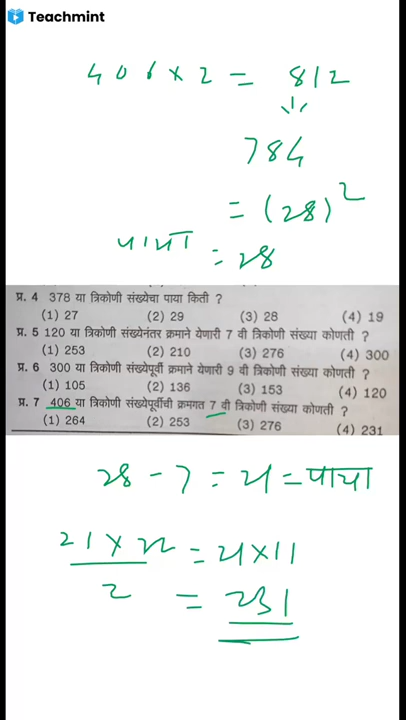 Teachmint
406 × 2 = 812
784
= (28)²
पाया = 28
प्र. 4 378 या त्रिकोणी संख्येचा पाया किती ?
(1) 27 (2) 29 (3) 28 (4) 19
प्र. 5 120 या त्रिकोणी संख्येनंतर क्रमाने येणारी 7 वी त्रिकोणी संख्या कोणती ?
(1) 253 (2) 210 (3) 276 (4) 300
प्र. 6 300 या त्रिकोणी संख्येपूर्वी क्रमाने येणारी 9 वी त्रिकोणी संख्या कोणती ?
(1) 105 (2) 136 (3) 153 (4) 120
प्र. 7 406 या त्रिकोणी संख्येपूर्वीची क्रमगत 7 वी त्रिकोणी संख्या कोणती ?
(1) 264 (2) 253 (3) 276 (4) 231
28 - 7 = 21 = पाया
21 × 22 / 2 = 21 × 11
= 231